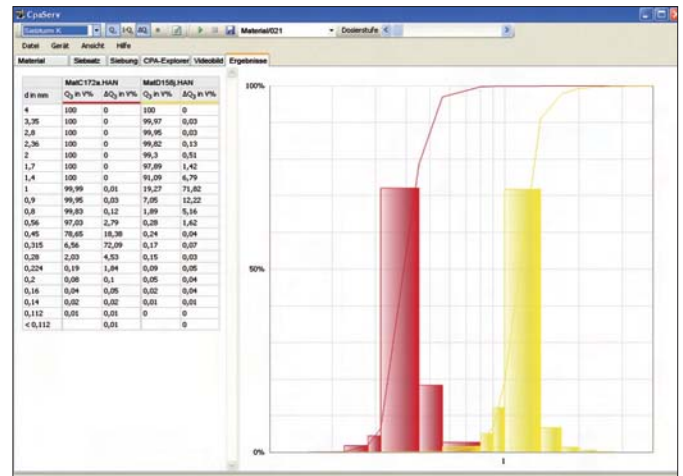 CpaServ
Siebturm K Q₃ 1-Q₃ ΔQ Material/021 Dosierstufe
Datei Gerät Ansicht Hilfe
Material Siebsatz Siebung CPA-Explorer Videobild Ergebnisse
MatC172a.HAN MatD158j.HAN
d in mm Q₃ in V% ΔQ₃ in V% Q₃ in V% ΔQ₃ in V%
4 100 0 100 0
3,35 100 0 99,97 0,03
2,8 100 0 99,95 0,03
2,36 100 0 99,82 0,13
2 100 0 99,3 0,51
1,7 100 0 97,89 1,42
1,4 100 0 91,09 6,79
1 99,99 0,01 19,27 71,82
0,9 99,95 0,03 7,05 12,22
0,8 99,83 0,12 1,89 5,16
0,56 97,03 2,79 0,28 1,62
0,45 78,65 18,38 0,24 0,04
0,315 6,56 72,09 0,17 0,07
0,28 2,03 4,53 0,15 0,03
0,224 0,19 1,84 0,09 0,05
0,2 0,08 0,1 0,05 0,04
0,16 0,04 0,05 0,02 0,04
0,14 0,02 0,02 0,01 0,01
0,112 0,01 0,01 0 0
< 0,112 0,01 0
100%
50%
0%
1